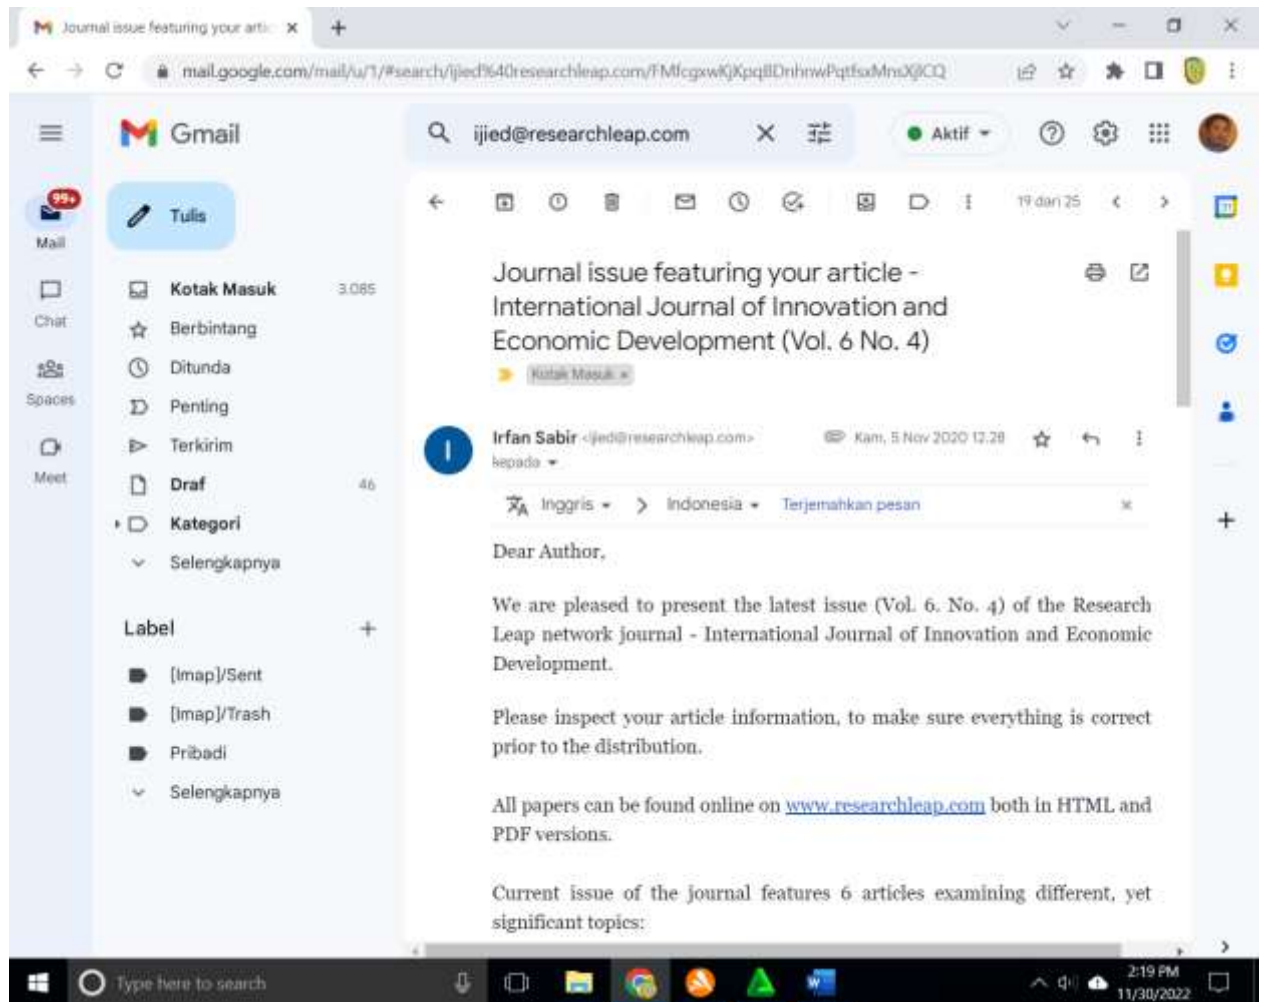 Journal issue featuring your artic
mail.google.com/mail/u/1/#search/ijied%40researchleap.com/
Gmail
ijied@researchleap.com
Aktif
99+
Mail
Chat
Spaces
Meet
Tulis
Kotak Masuk 3.085
Berbintang
Ditunda
Penting
Terkirim
Draf 46
Kategori
Selengkapnya
Label
[Imap]/Sent
[Imap]/Trash
Pribadi
Selengkapnya
19 dari 25
Journal issue featuring your article -
International Journal of Innovation and
Economic Development (Vol. 6 No. 4)
Kotak Masuk ×
I
Irfan Sabir <ijied@researchleap.com> Kam, 5 Nov 2020 12.28
kepada
Inggris > Indonesia Terjemahkan pesan
Dear Author,
We are pleased to present the latest issue (Vol. 6. No. 4) of the Research
Leap network journal - International Journal of Innovation and Economic
Development.
Please inspect your article information, to make sure everything is correct
prior to the distribution.
All papers can be found online on www.researchleap.com both in HTML and
PDF versions.
Current issue of the journal features 6 articles examining different, yet
significant topics:
Type here to search
2:19 PM
11/30/2022